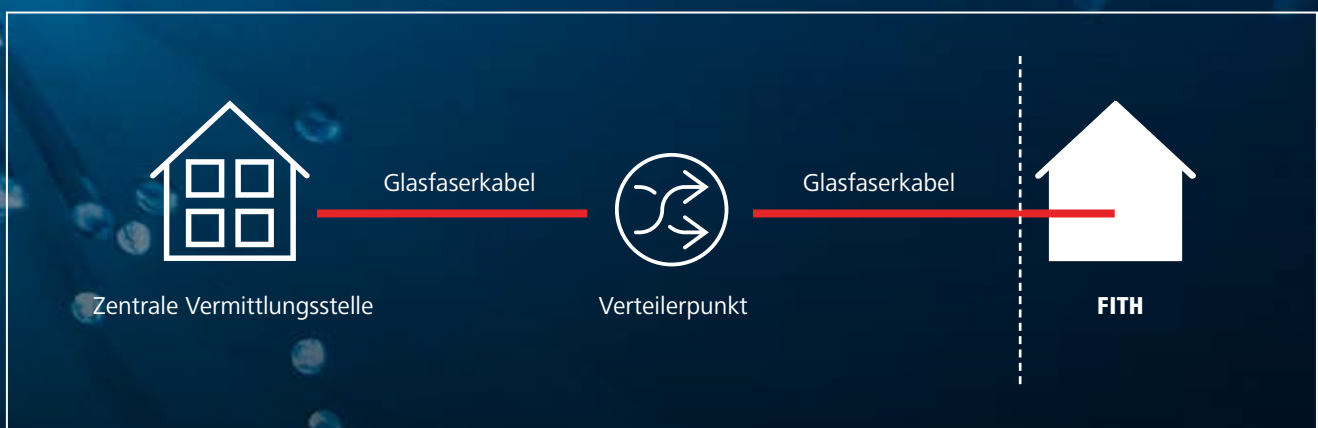 Glasfaserkabel
Glasfaserkabel
Zentrale Vermittlungsstelle
Verteilerpunkt
FITH